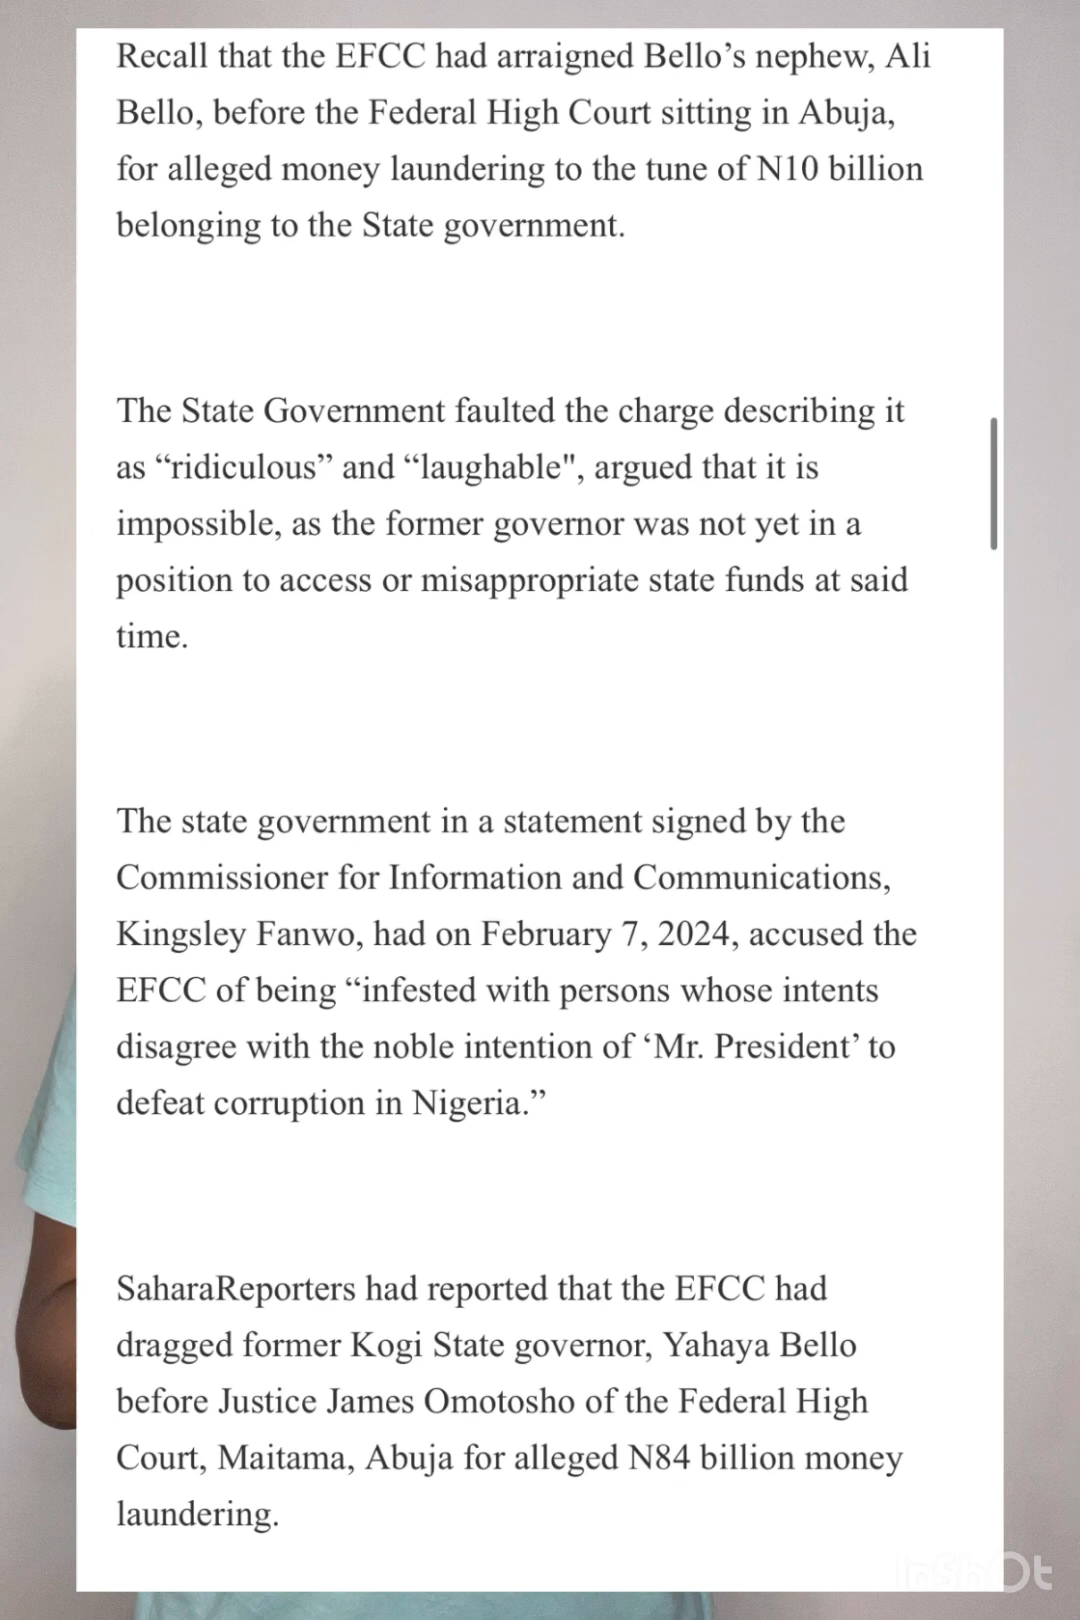 Recall that the EFCC had arraigned Bello’s nephew, Ali
Bello, before the Federal High Court sitting in Abuja,
for alleged money laundering to the tune of N10 billion
belonging to the State government.
The State Government faulted the charge describing it
as “ridiculous” and “laughable", argued that it is
impossible, as the former governor was not yet in a
position to access or misappropriate state funds at said
time.
The state government in a statement signed by the
Commissioner for Information and Communications,
Kingsley Fanwo, had on February 7, 2024, accused the
EFCC of being “infested with persons whose intents
disagree with the noble intention of ‘Mr. President’ to
defeat corruption in Nigeria.”
SaharaReporters had reported that the EFCC had
dragged former Kogi State governor, Yahaya Bello
before Justice James Omotosho of the Federal High
Court, Maitama, Abuja for alleged N84 billion money
laundering.
InShOt